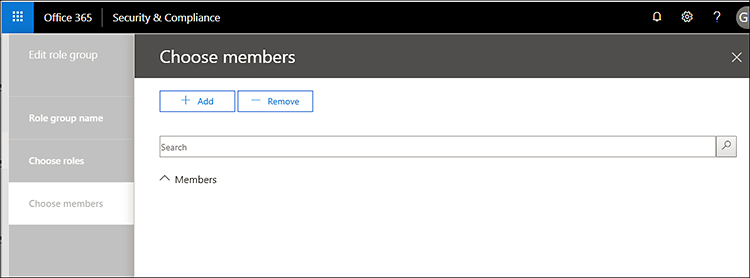 Office 365 Security & Compliance ? G
Edit role group
Choose members
+ Add — Remove
Role group name
Search
Choose roles
Members
Choose members